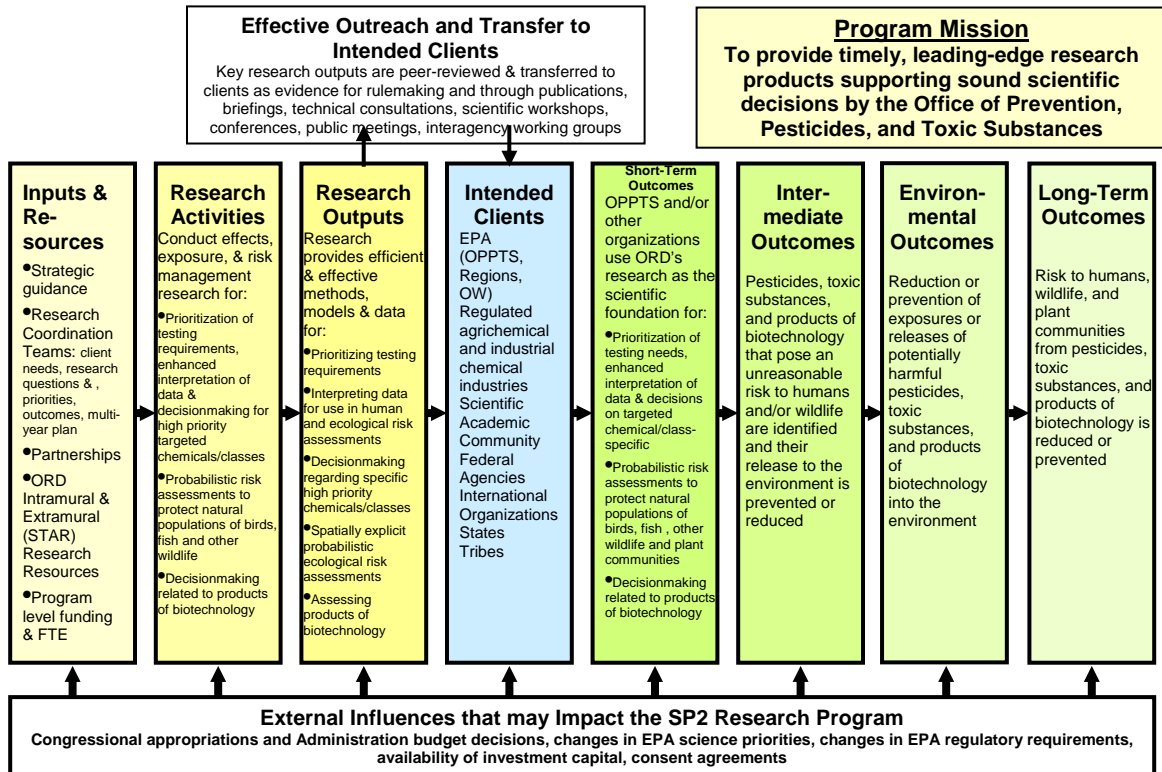 Effective Outreach and Transfer to
Intended Clients
Key research outputs are peer-reviewed & transferred to
clients as evidence for rulemaking and through publications,
briefings, technical consultations, scientific workshops,
conferences, public meetings, interagency working groups
Program Mission
To provide timely, leading-edge research
products supporting sound scientific
decisions by the Office of Prevention,
Pesticides, and Toxic Substances
Inputs &
Re-
sources
•Strategic
guidance
•Research
Coordination
Teams: client
needs, research
questions & ,
priorities,
outcomes, multi-
year plan
•Partnerships
•ORD
Intramural &
Extramural
(STAR)
Research
Resources
•Program
level funding
& FTE
Research
Activities
Conduct effects,
exposure, & risk
management
research for:
•Prioritization of
testing
requirements,
enhanced
interpretation of
data &
decisionmaking for
high priority
targeted
chemicals/classes
•Probabilistic risk
assessments to
protect natural
populations of birds,
fish and other
wildlife
•Decisionmaking
related to products
of biotechnology
Research
Outputs
Research
provides efficient
& effective
methods,
models & data
for:
•Prioritizing testing
requirements
•Interpreting data
for use in human
and ecological risk
assessments
•Decisionmaking
regarding specific
high priority
chemicals/classes
•Spatially explicit
probabilistic
ecological risk
assessments
•Assessing
products of
biotechnology
Intended
Clients
EPA
(OPPTS,
Regions,
OW)
Regulated
agrichemical
and industrial
chemical
industries
Scientific
Academic
Community
Federal
Agencies
International
Organizations
States
Tribes
Short-Term
Outcomes
OPPTS and/or
other
organizations
use ORD's
research as the
scientific
foundation for:
•Prioritization of
testing needs,
enhanced
interpretation of
data & decisions on
targeted
chemical/class-
specific
•Probabilistic risk
assessments to
protect natural
populations of
birds, fish , other
wildlife and plant
communities
•Decisionmaking
related to products
of biotechnology
Inter-
mediate
Outcomes
Pesticides, toxic
substances,
and products of
biotechnology
that pose an
unreasonable
risk to humans
and/or wildlife
are identified
and their
release to the
environment is
prevented or
reduced
Environ-
mental
Outcomes
Reduction or
prevention of
exposures or
releases of
potentially
harmful
pesticides,
toxic
substances,
and products
of
biotechnology
into the
environment
Long-Term
Outcomes
Risk to humans,
wildlife, and
plant
communities
from pesticides,
toxic
substances, and
products of
biotechnology is
reduced or
prevented
External Influences that may Impact the SP2 Research Program
Congressional appropriations and Administration budget decisions, changes in EPA science priorities, changes in EPA regulatory requirements,
availability of investment capital, consent agreements